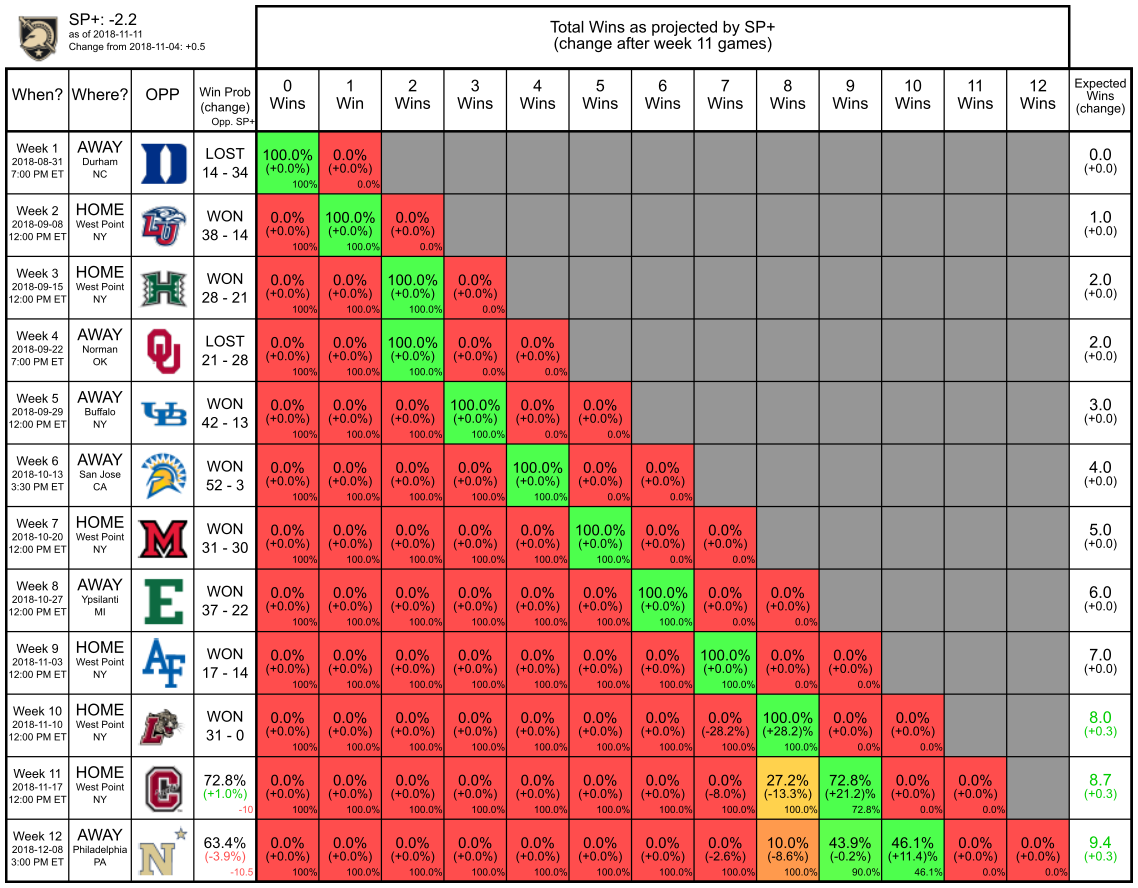 SP+: -2.2
as of 2018-11-11
Change from 2018-11-04: +0.5
Total Wins as projected by SP+
(change after week 11 games)
When? Where? OPP Win Prob 0 1 2 3 4 5 6 7 8 9 10 11 12 Expected
(change) Wins Win Wins Wins Wins Wins Wins Wins Wins Wins Wins Wins Wins Wins
Opp. SP+ (change)
Week 1 AWAY LOST 100.0% 0.0% 0.0
2018-08-31 Durham D (+0.0%) (+0.0%) (+0.0)
7:00 PM ET NC 14 - 34 100% 0.0%
Week 2 HOME WON 0.0% 100.0% 0.0% 1.0
2018-09-08 West Point LU (+0.0%) (+0.0%) (+0.0%) (+0.0)
12:00 PM ET NY 38 - 14 100% 100.0% 0.0%
Week 3 HOME WON 0.0% 0.0% 100.0% 0.0% 2.0
2018-09-15 West Point H (+0.0%) (+0.0%) (+0.0%) (+0.0%) (+0.0)
12:00 PM ET NY 28 - 21 100% 100.0% 100.0% 0.0%
Week 4 AWAY LOST 0.0% 0.0% 100.0% 0.0% 0.0% 2.0
2018-09-22 Norman OU (+0.0%) (+0.0%) (+0.0%) (+0.0%) (+0.0%) (+0.0)
7:00 PM ET OK 21 - 28 100% 100.0% 100.0% 0.0% 0.0%
Week 5 AWAY WON 0.0% 0.0% 0.0% 100.0% 0.0% 0.0% 3.0
2018-09-29 Buffalo UB (+0.0%) (+0.0%) (+0.0%) (+0.0%) (+0.0%) (+0.0%) (+0.0)
12:00 PM ET NY 42 - 13 100% 100.0% 100.0% 100.0% 0.0% 0.0%
Week 6 AWAY WON 0.0% 0.0% 0.0% 0.0% 100.0% 0.0% 0.0% 4.0
2018-10-13 San Jose (+0.0%) (+0.0%) (+0.0%) (+0.0%) (+0.0%) (+0.0%) (+0.0%) (+0.0)
3:30 PM ET CA 52 - 3 100% 100.0% 100.0% 100.0% 100.0% 0.0% 0.0%
Week 7 HOME WON 0.0% 0.0% 0.0% 0.0% 0.0% 100.0% 0.0% 0.0% 5.0
2018-10-20 West Point M (+0.0%) (+0.0%) (+0.0%) (+0.0%) (+0.0%) (+0.0%) (+0.0%) (+0.0%) (+0.0)
12:00 PM ET NY 31 - 30 100% 100.0% 100.0% 100.0% 100.0% 100.0% 0.0% 0.0%
Week 8 AWAY WON 0.0% 0.0% 0.0% 0.0% 0.0% 0.0% 100.0% 0.0% 0.0% 6.0
2018-10-27 Ypsilanti E (+0.0%) (+0.0%) (+0.0%) (+0.0%) (+0.0%) (+0.0%) (+0.0%) (+0.0%) (+0.0%) (+0.0)
12:00 PM ET MI 37 - 22 100% 100.0% 100.0% 100.0% 100.0% 100.0% 100.0% 0.0% 0.0%
Week 9 HOME WON 0.0% 0.0% 0.0% 0.0% 0.0% 0.0% 0.0% 100.0% 0.0% 0.0% 7.0
2018-11-03 West Point AF (+0.0%) (+0.0%) (+0.0%) (+0.0%) (+0.0%) (+0.0%) (+0.0%) (+0.0%) (+0.0%) (+0.0%) (+0.0)
12:00 PM ET NY 17 - 14 100% 100.0% 100.0% 100.0% 100.0% 100.0% 100.0% 100.0% 0.0% 0.0%
Week 10 HOME WON 0.0% 0.0% 0.0% 0.0% 0.0% 0.0% 0.0% 0.0% 100.0% 0.0% 0.0% 8.0
2018-11-10 West Point L (+0.0%) (+0.0%) (+0.0%) (+0.0%) (+0.0%) (+0.0%) (+0.0%) (-28.2%) (+28.2)% (+0.0%) (+0.0%) (+0.3)
12:00 PM ET NY 31 - 0 100% 100.0% 100.0% 100.0% 100.0% 100.0% 100.0% 100.0% 100.0% 0.0% 0.0%
Week 11 HOME 72.8% 0.0% 0.0% 0.0% 0.0% 0.0% 0.0% 0.0% 0.0% 27.2% 72.8% 0.0% 0.0% 8.7
2018-11-17 West Point C (+1.0%) (+0.0%) (+0.0%) (+0.0%) (+0.0%) (+0.0%) (+0.0%) (+0.0%) (-8.0%) (-13.3%) (+21.2)% (+0.0%) (+0.0%) (+0.3)
12:00 PM ET NY -10 100% 100.0% 100.0% 100.0% 100.0% 100.0% 100.0% 100.0% 100.0% 72.8% 0.0% 0.0%
Week 12 AWAY 63.4% 0.0% 0.0% 0.0% 0.0% 0.0% 0.0% 0.0% 0.0% 10.0% 43.9% 46.1% 0.0% 0.0% 9.4
2018-12-08 Philadelphia N (-3.9%) (+0.0%) (+0.0%) (+0.0%) (+0.0%) (+0.0%) (+0.0%) (+0.0%) (-2.6%) (-8.6%) (-0.2%) (+11.4)% (+0.0%) (+0.0%) (+0.3)
3:00 PM ET PA -10.5 100% 100.0% 100.0% 100.0% 100.0% 100.0% 100.0% 100.0% 100.0% 90.0% 46.1% 0.0% 0.0%